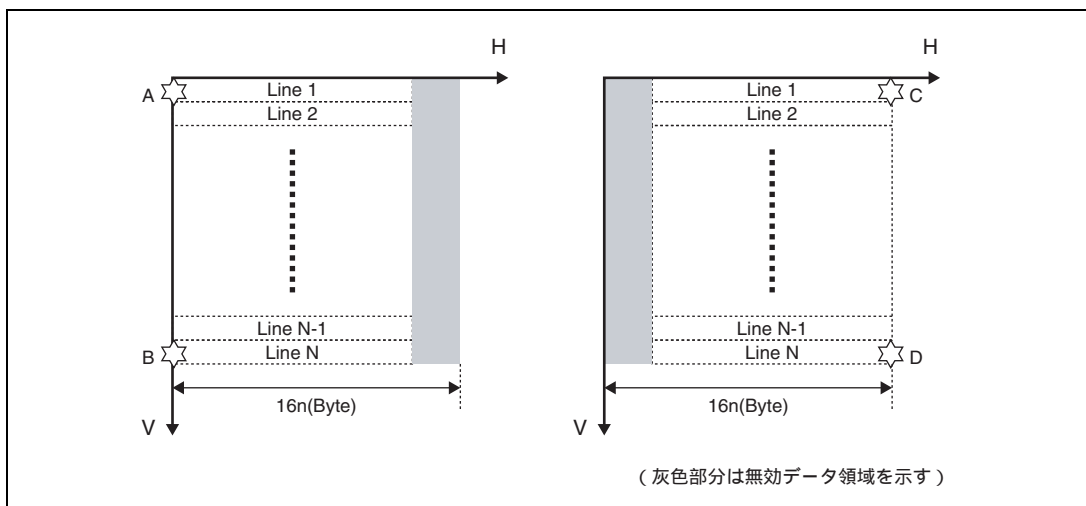 H
A
Line 1
Line 2
Line N-1
B
Line N
16n(Byte)
V
H
Line 1
C
Line 2
Line N-1
Line N
D
16n(Byte)
V
(灰色部分は無効データ領域を示す)